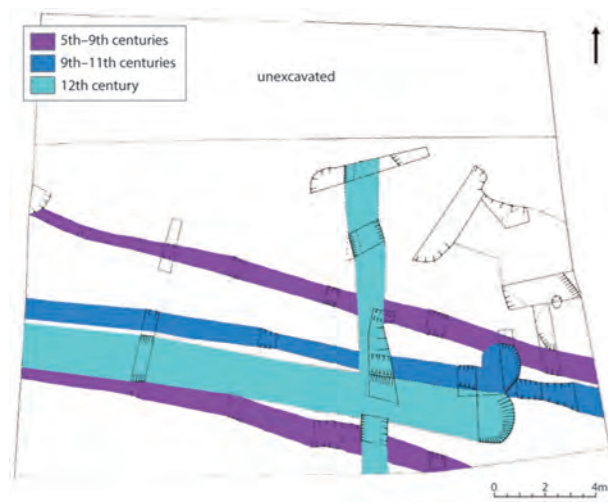 5th–9th centuries
9th–11th centuries
12th century
unexcavated
0 2 4m